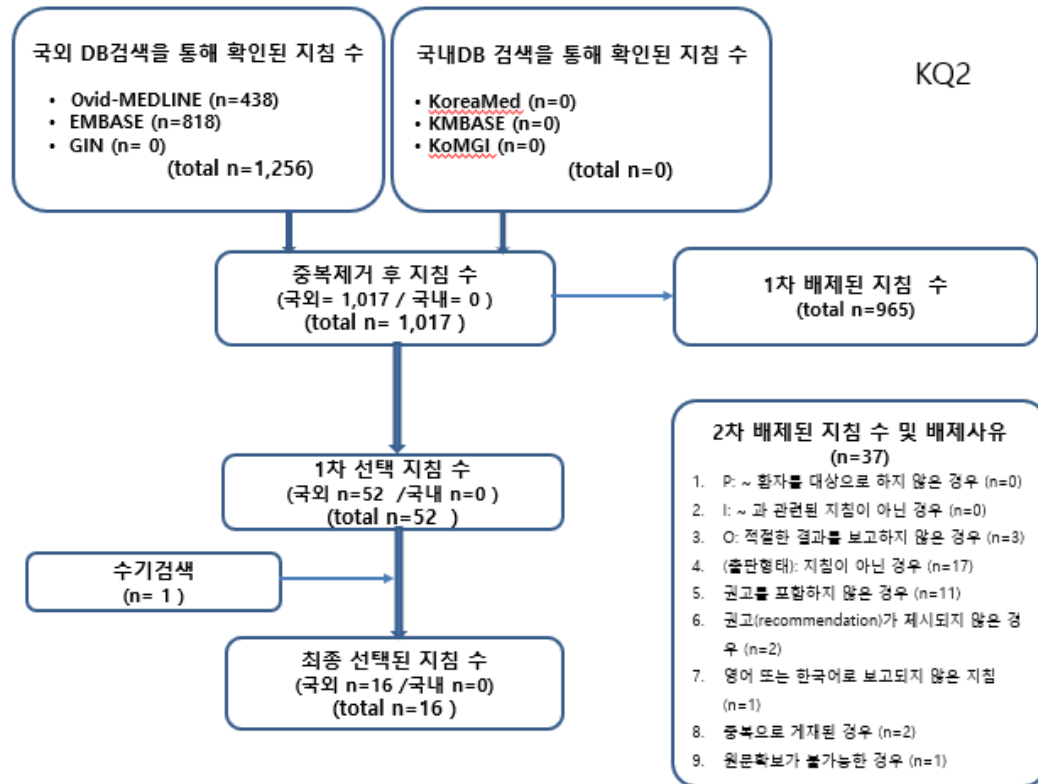 국외 DB검색을 통해 확인된 지침 수
• Ovid-MEDLINE (n=438)
• EMBASE (n=818)
• GIN (n= 0)
(total n=1,256)
국내DB 검색을 통해 확인된 지침 수
• KoreaMed (n=0)
• KMBASE (n=0)
• KoMGI (n=0)
(total n=0)
KQ2
중복제거 후 지침 수
(국외= 1,017 / 국내= 0 )
(total n= 1,017 )
1차 배제된 지침 수
(total n=965)
1차 선택 지침 수
(국외 n=52 /국내 n=0 )
(total n=52 )
2차 배제된 지침 수 및 배제사유
(n=37)
1. P: ~ 환자를 대상으로 하지 않은 경우 (n=0)
2. I: ~ 과 관련된 지침이 아닌 경우 (n=0)
3. O: 적절한 결과를 보고하지 않은 경우 (n=3)
4. (출판형태): 지침이 아닌 경우 (n=17)
5. 권고를 포함하지 않은 경우 (n=11)
6. 권고(recommendation)가 제시되지 않은 경
우 (n=2)
7. 영어 또는 한국어로 보고되지 않은 지침
(n=1)
8. 중복으로 게재된 경우 (n=2)
9. 원문확보가 불가능한 경우 (n=1)
수기검색
(n= 1 )
최종 선택된 지침 수
(국외 n=16 /국내 n=0)
(total n=16 )